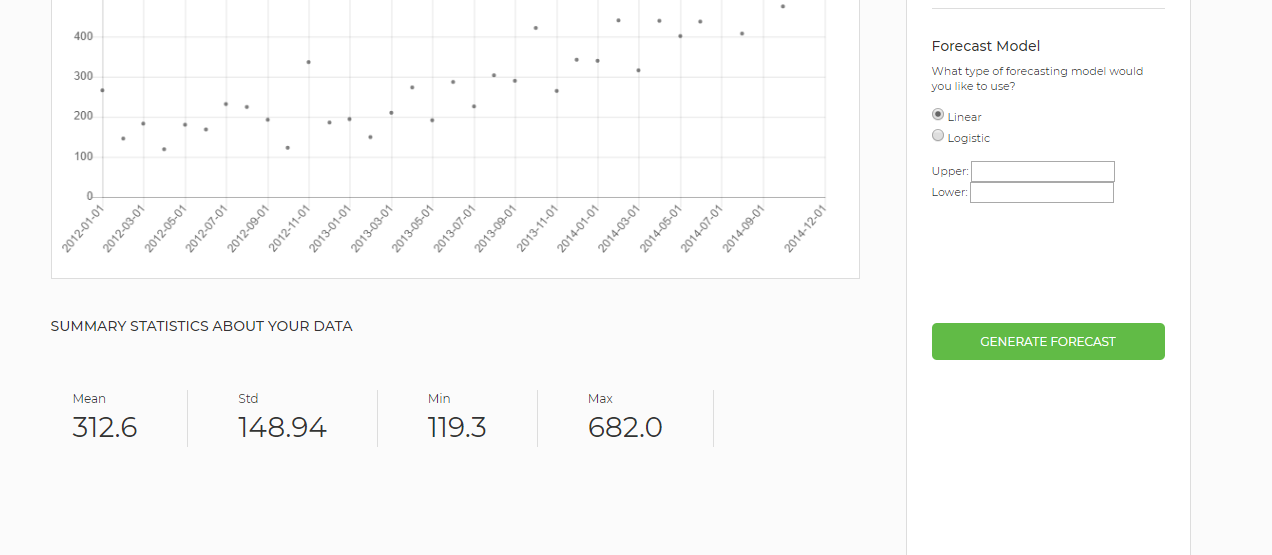 400
300
200
100
0
2012-01-01 2012-03-01 2012-05-01 2012-07-01 2012-09-01 2012-11-01 2013-01-01 2013-03-01 2013-05-01 2013-07-01 2013-09-01 2013-11-01 2014-01-01 2014-03-01 2014-05-01 2014-07-01 2014-09-01 2014-12-01
SUMMARY STATISTICS ABOUT YOUR DATA
Mean Std Min Max
312.6 148.94 119.3 682.0
Forecast Model
What type of forecasting model would
you like to use?
Linear
Logistic
Upper:
Lower:
GENERATE FORECAST